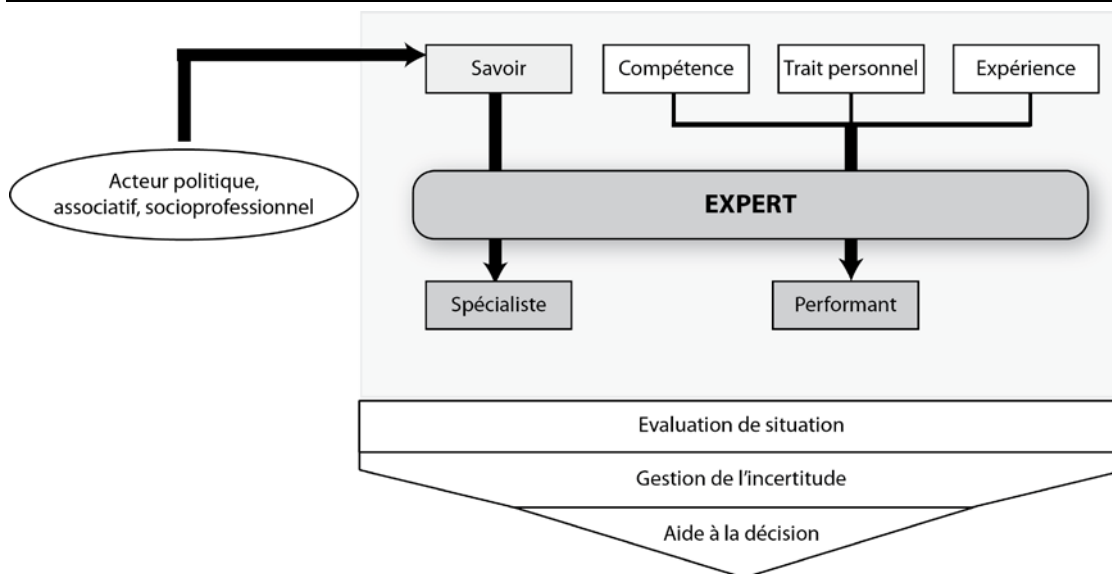 Savoir
Compétence
Trait personnel
Expérience
Acteur politique,
associatif, socioprofessionnel
EXPERT
Spécialiste
Performant
Evaluation de situation
Gestion de l'incertitude
Aide à la décision